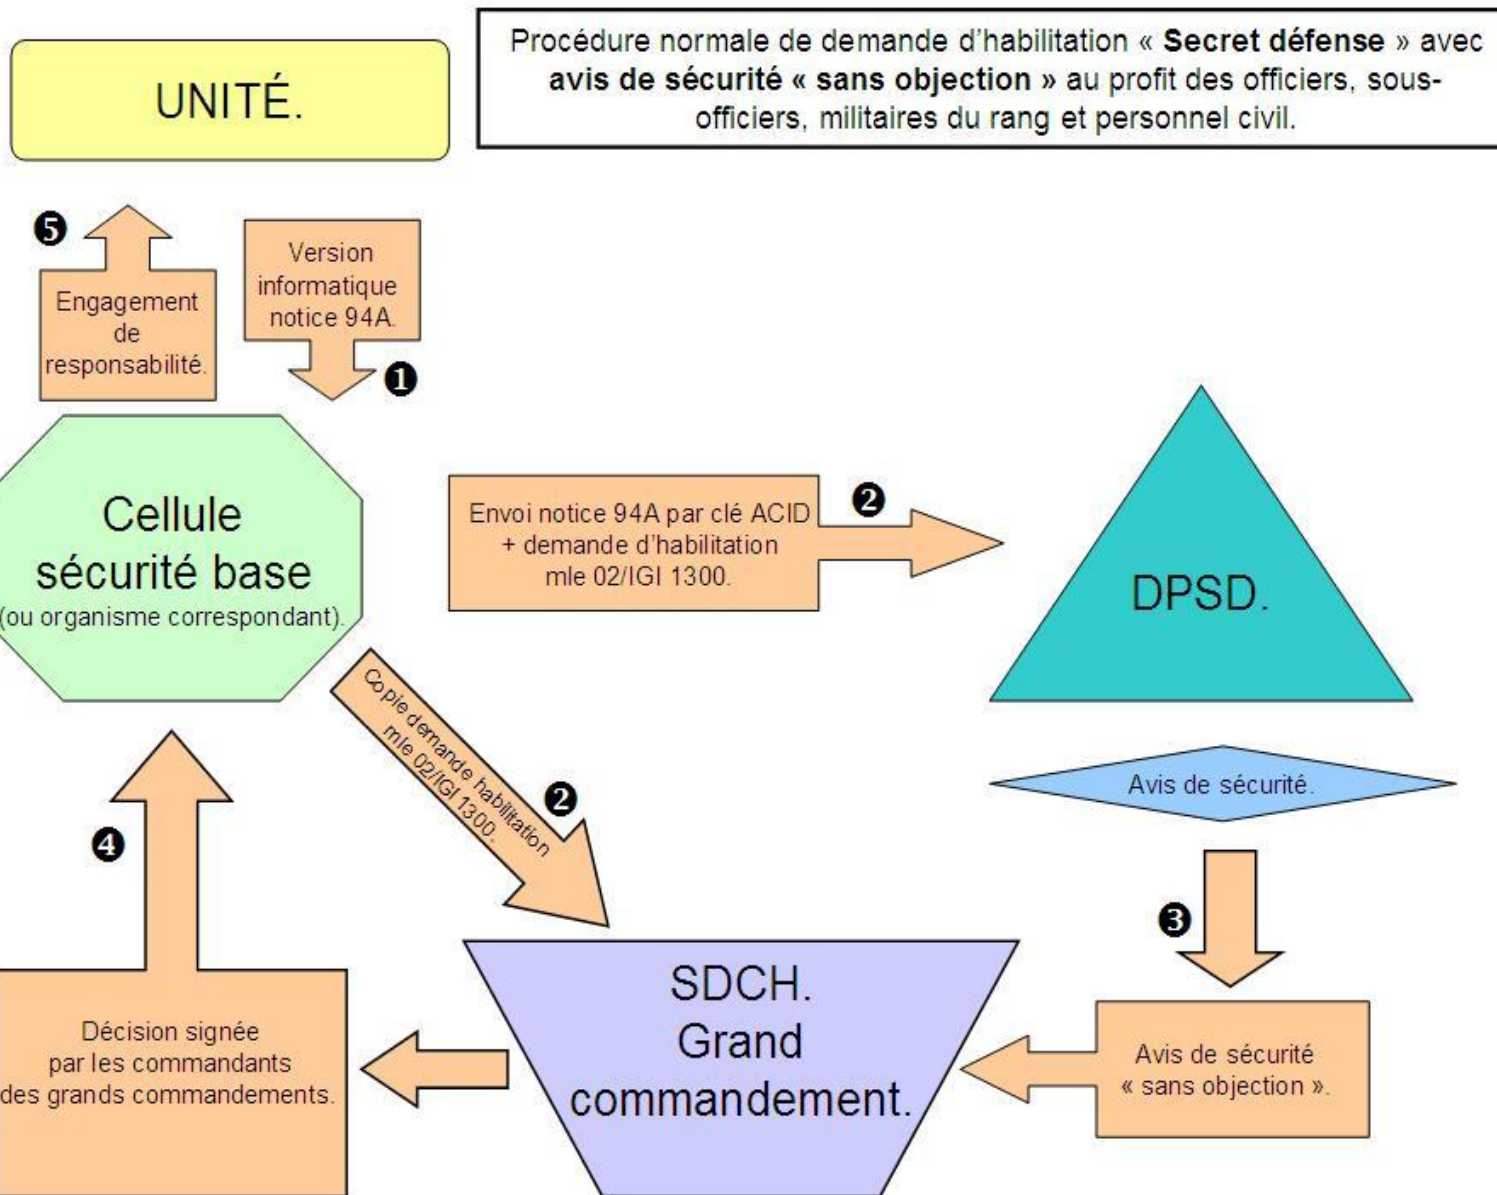 UNITÉ.
Procédure normale de demande d'habilitation « Secret défense » avec
avis de sécurité « sans objection » au profit des officiers, sous-
officiers, militaires du rang et personnel civil.
❺
Engagement
de
responsabilité.
Version
informatique
notice 94A.
❶
Cellule
sécurité base
(ou organisme correspondant).
Envoi notice 94A par clé ACID
+ demande d'habilitation
mle 02/IGI 1300.
❷
DPSD.
Copie demande habilitation
mle 02/IGI 1300.
❷
Avis de sécurité.
❸
Avis de sécurité
« sans objection ».
SDCH.
Grand
commandement.
❹
Décision signée
par les commandants
des grands commandements.